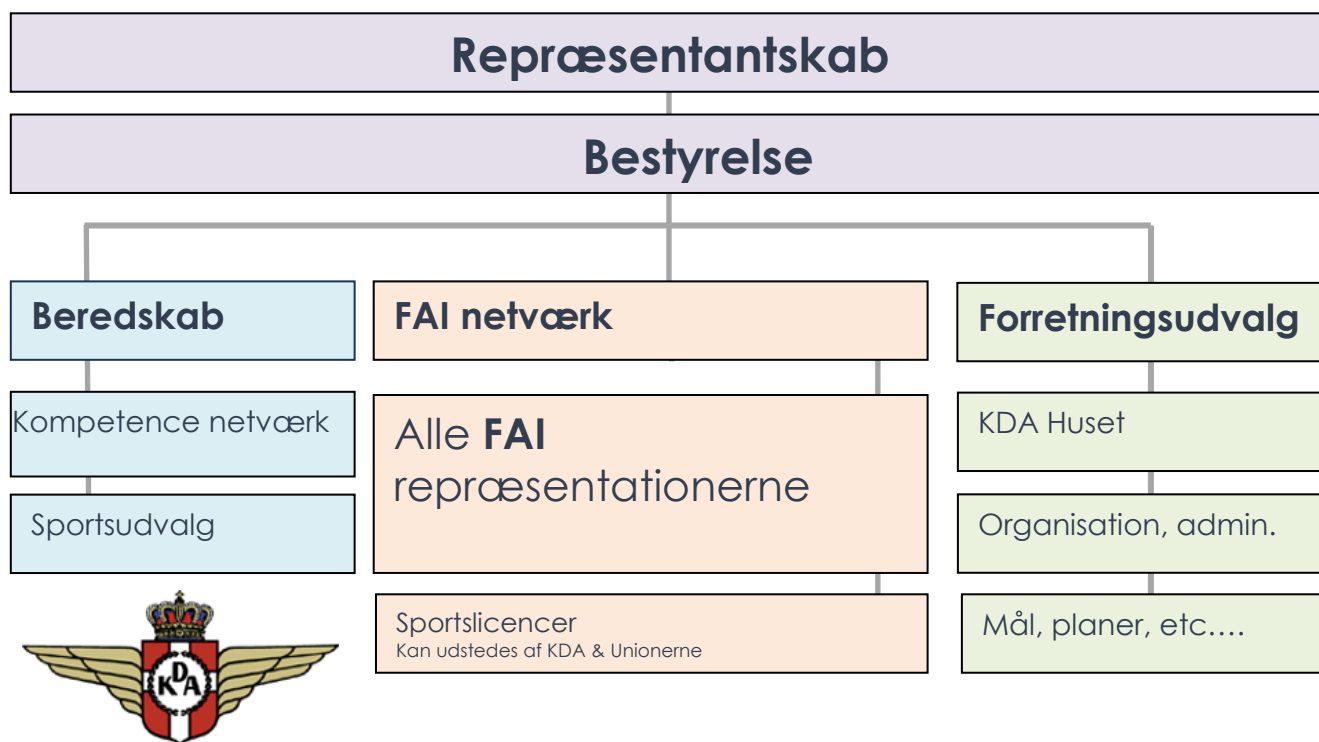 Repræsentantskab
Bestyrelse
Beredskab
FAI netværk
Forretningsudvalg
Kompetence netværk
Alle FAI
repræsentationerne
KDA Huset
Sportsudvalg
Organisation, admin.
Sportslicencer
Kan udstedes af KDA & Unionerne
Mål, planer, etc....
KDA